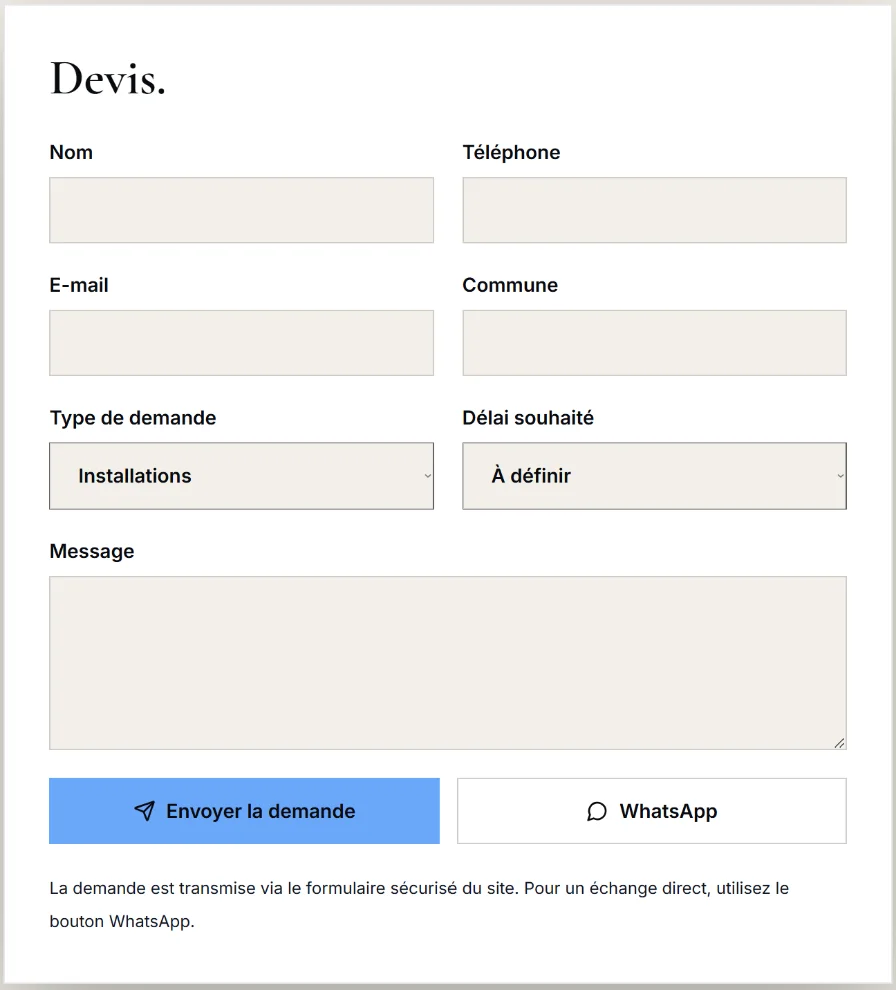 Devis.
Nom
Téléphone
E-mail
Commune
Type de demande
Délai souhaité
Installations
À définir
Message
Envoyer la demande
WhatsApp
La demande est transmise via le formulaire sécurisé du site. Pour un échange direct, utilisez le
bouton WhatsApp.